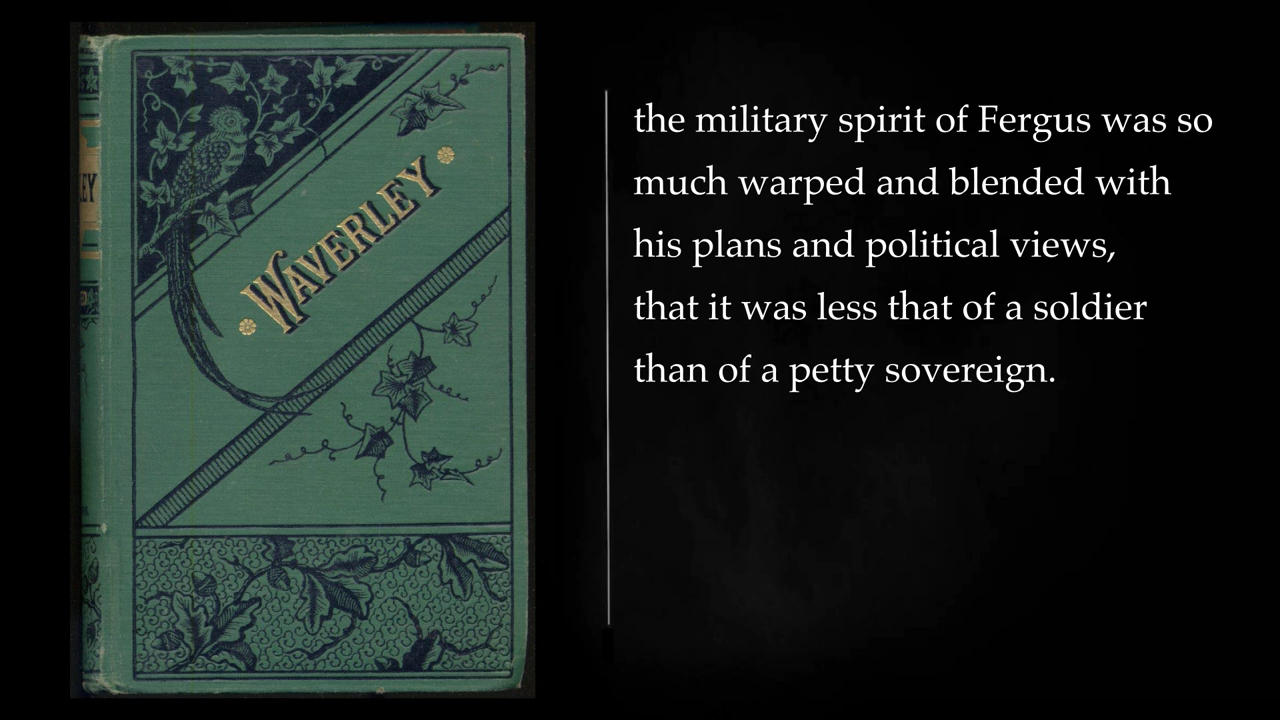 WAVERLEY
EY
the military spirit of Fergus was so
much warped and blended with
his plans and political views,
that it was less that of a soldier
than of a petty sovereign.